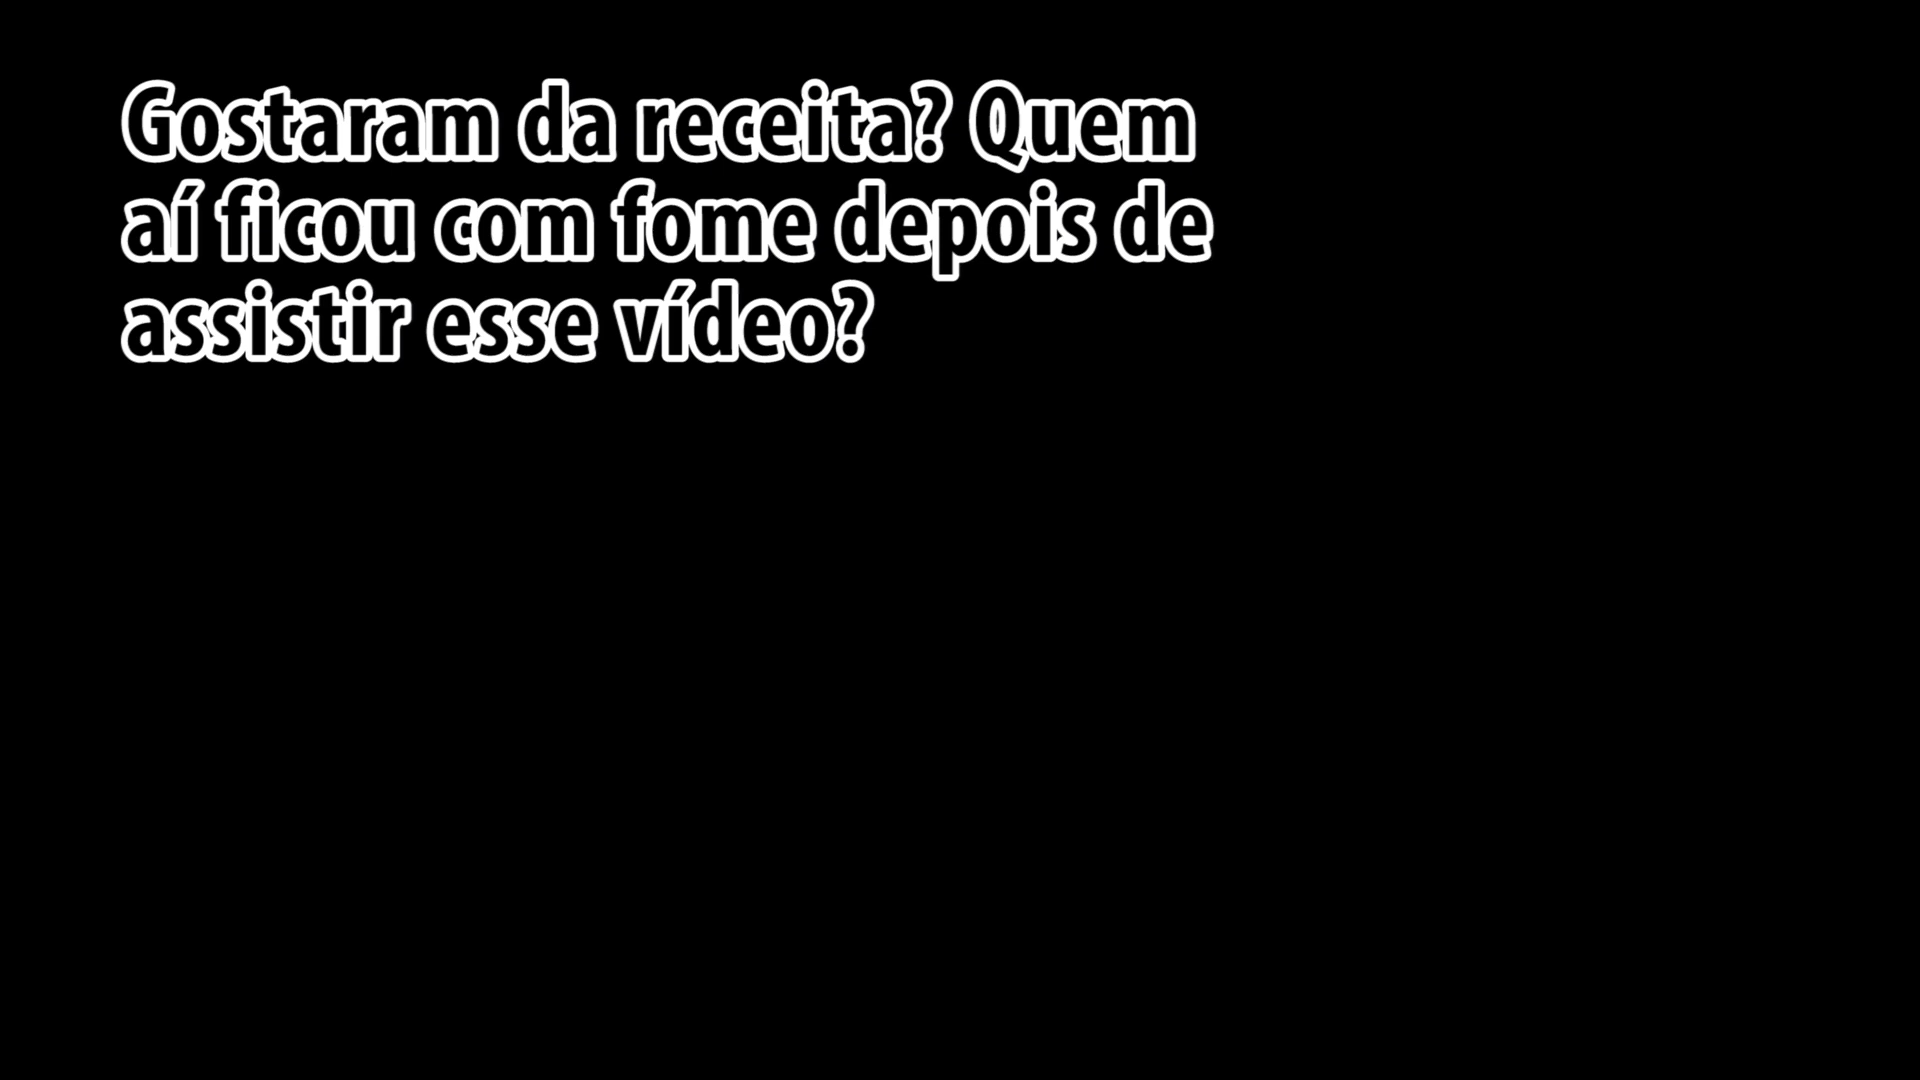 Gostaram da receita? Quem
aí ficou com fome depois de
assistir esse vídeo?